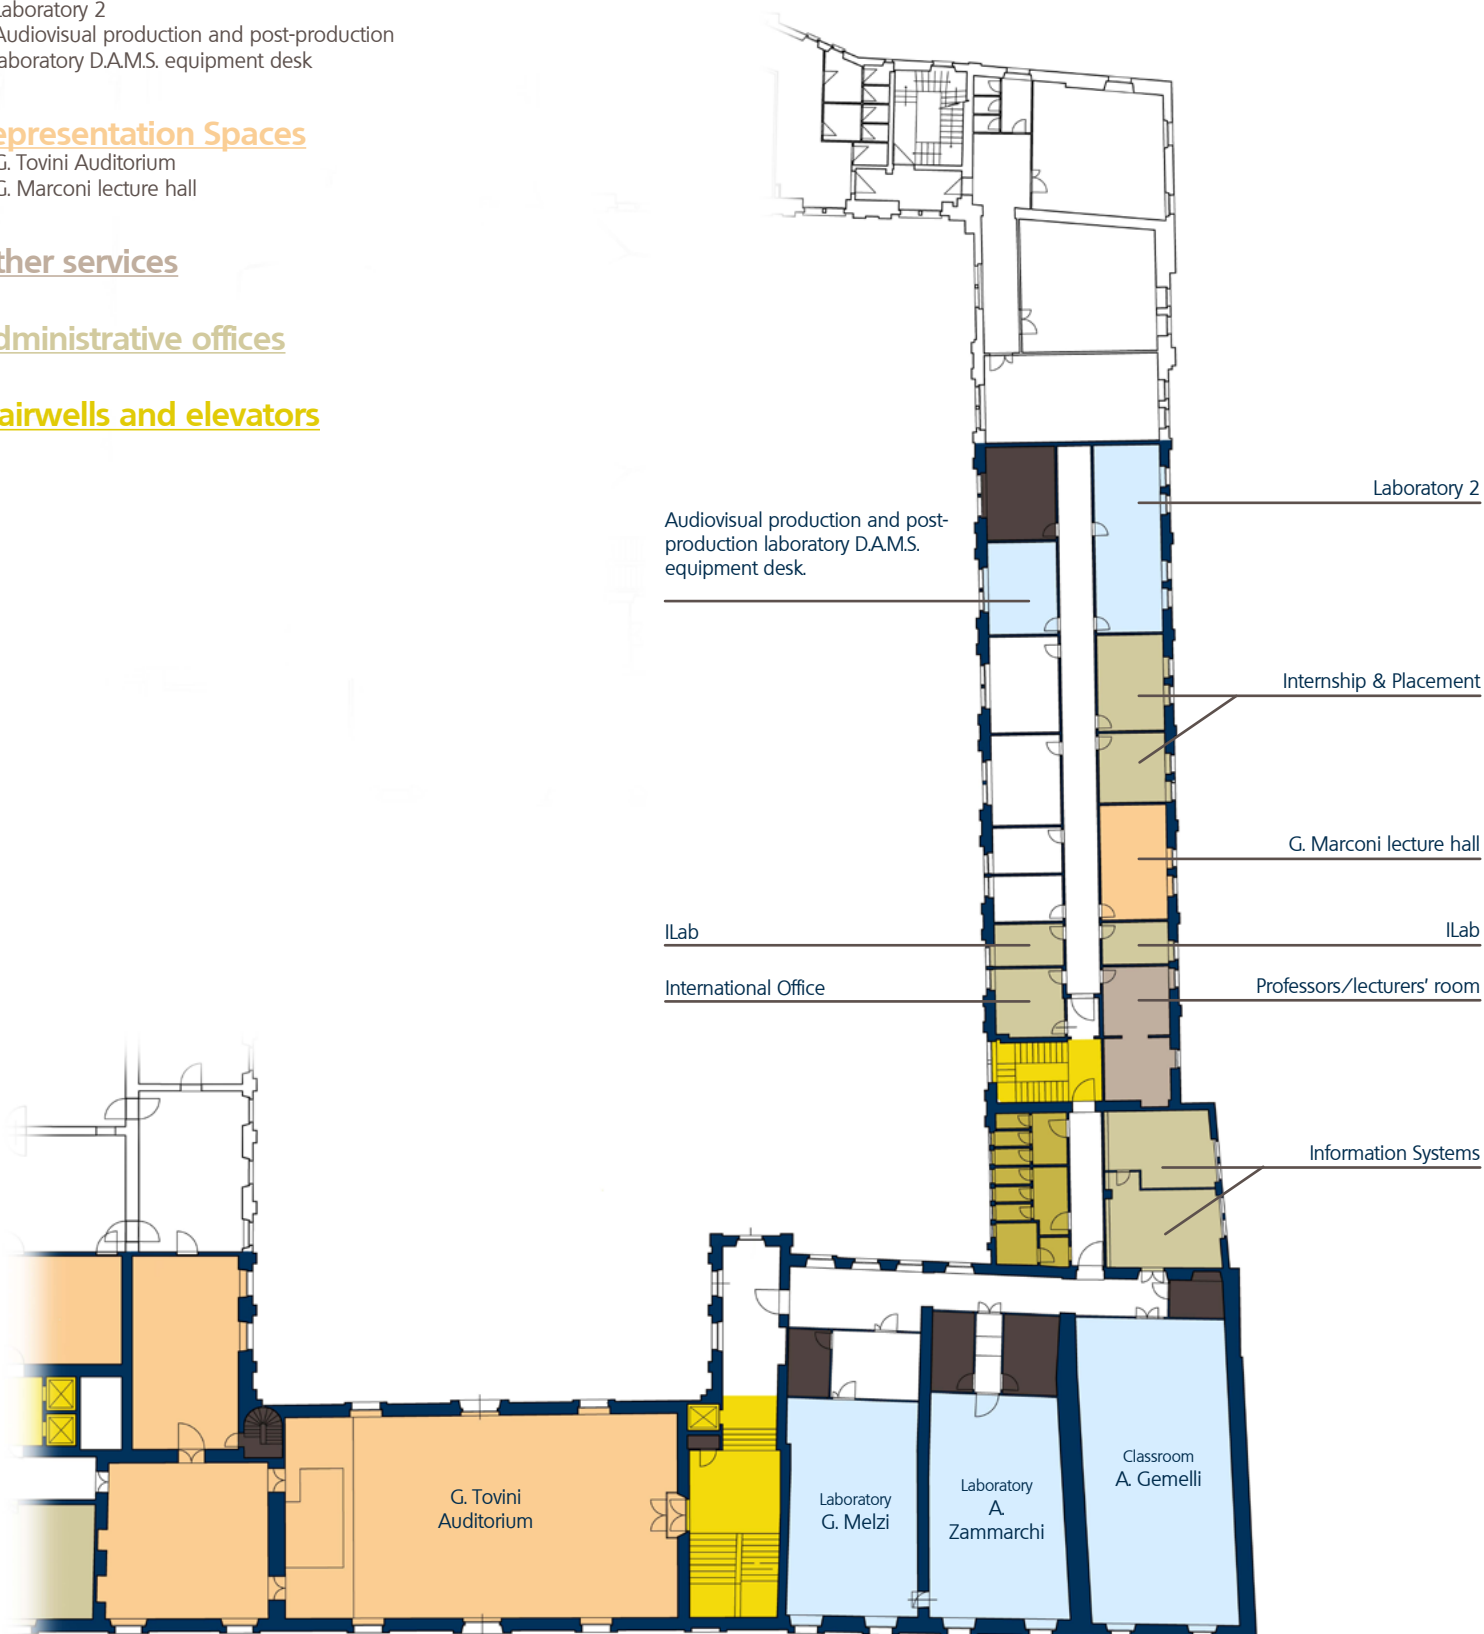 Laboratory 2
Audiovisual production and post-production
laboratory D.A.M.S. equipment desk
epresentation Spaces
G. Tovini Auditorium
G. Marconi lecture hall
ther services
dministrative offices
airwells and elevators
Laboratory 2
Audiovisual production and post-
production laboratory D.A.M.S.
equipment desk.
Internship & Placement
G. Marconi lecture hall
ILab
ILab
International Office
Professors/lecturers' room
Information Systems
G. Tovini
Auditorium
Laboratory
G. Melzi
Laboratory
A.
Zammarchi
Classroom
A. Gemelli